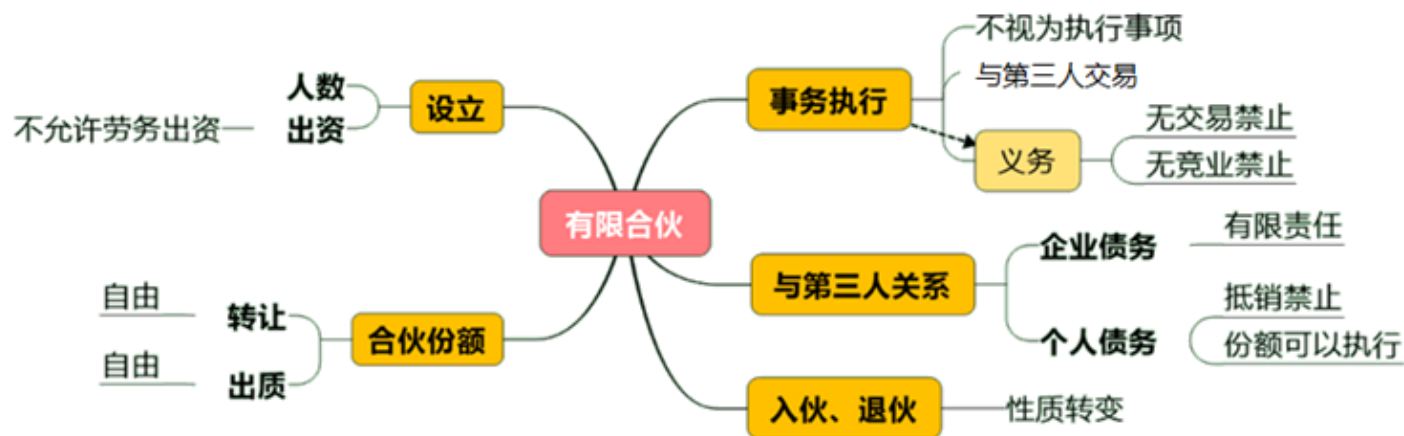 有限合伙
设立
人数
出资
不允许劳务出资
合伙份额
转让
自由
出质
自由
事务执行
不视为执行事项
与第三人交易
义务
无交易禁止
无竞业禁止
与第三人关系
企业债务
有限责任
个人债务
抵销禁止
份额可以执行
入伙、退伙
性质转变